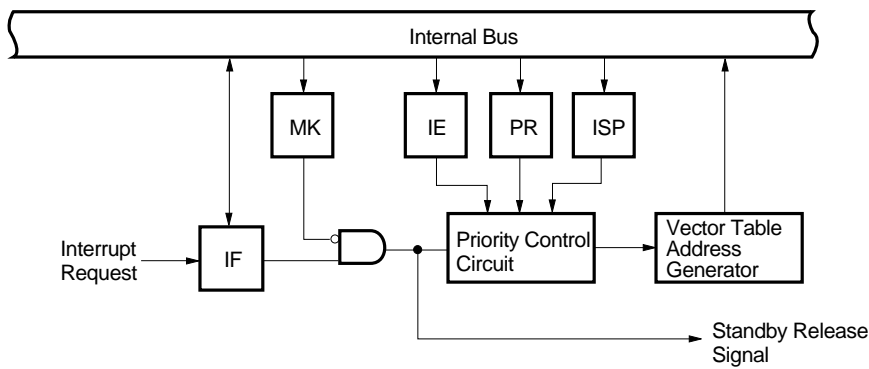 Internal Bus
MK
IE
PR
ISP
Interrupt
Request
IF
Priority Control
Circuit
Vector Table
Address
Generator
Standby Release
Signal